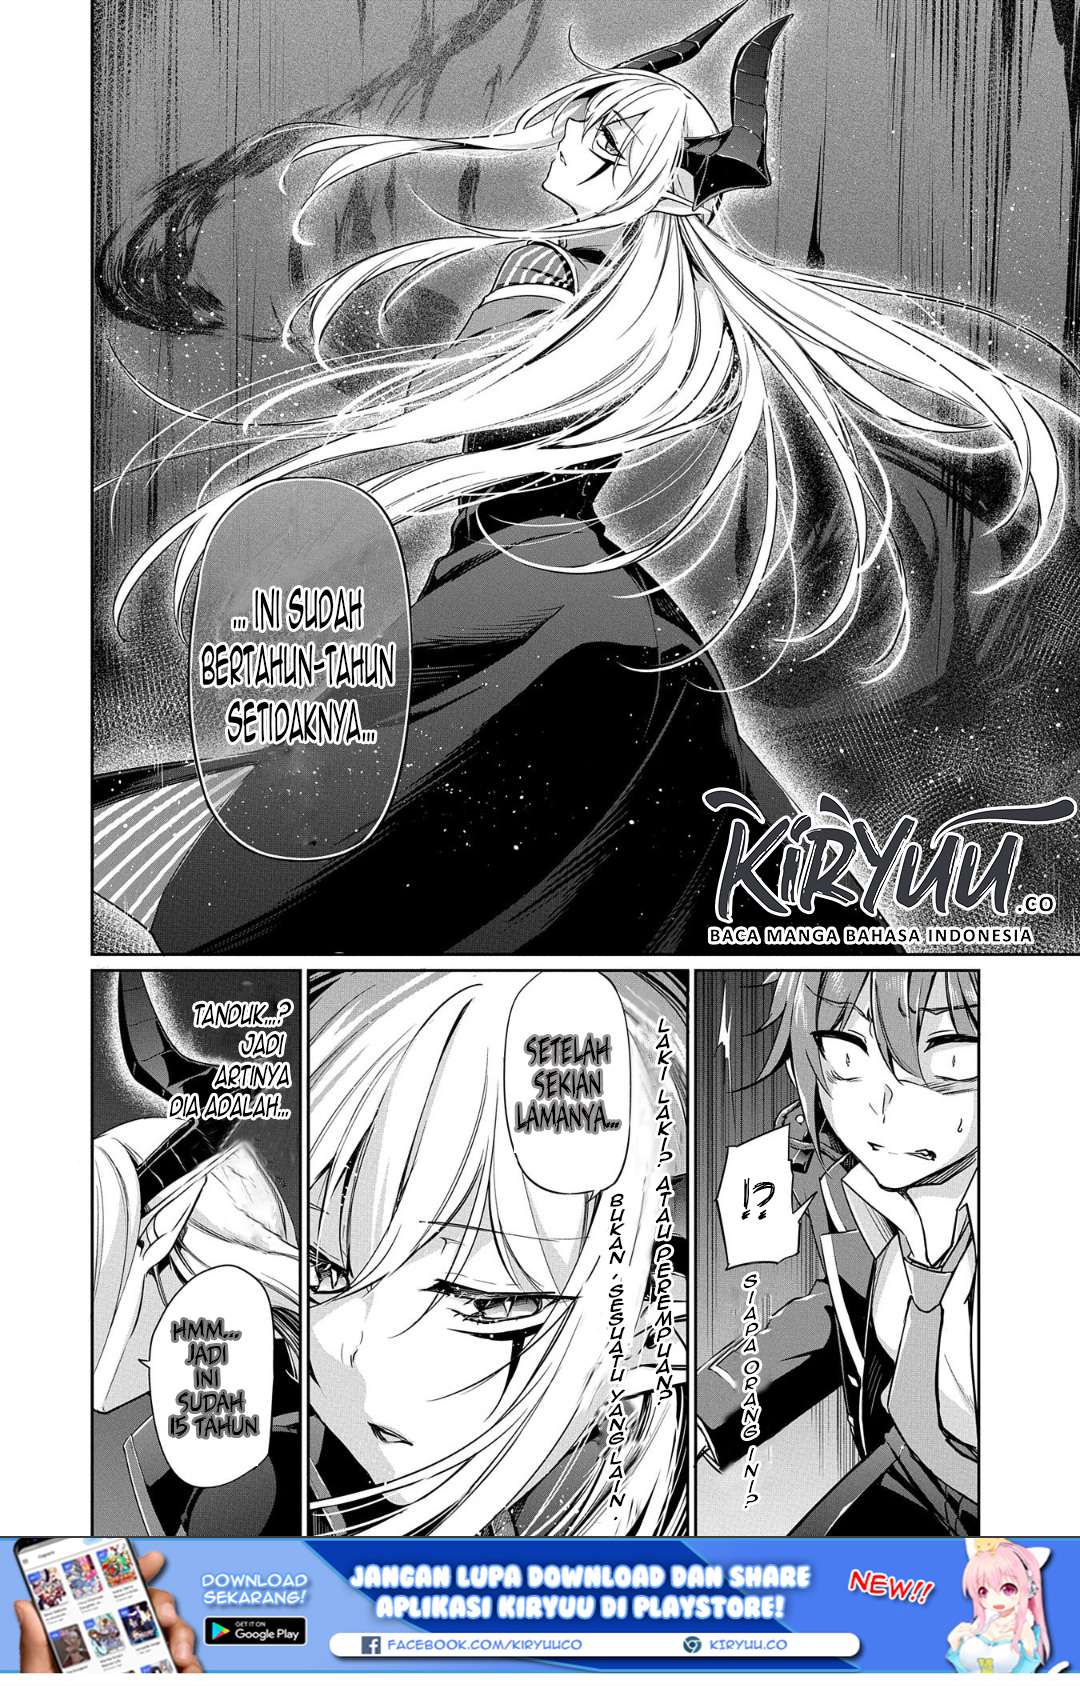 ... INI SUDAH
BERTAHUN-TAHUN
SETIDAKNYA...
KIRYUU.CO
BACA MANGA BAHASA INDONESIA
!?
SIAPA ORANG INI?
LAKI LAKI? ATAU PEREMPUAN?
BUKAN , SESUATU YANG LAIN .
SETELAH
SEKIAN
LAMANYA...
TANDUK...?
JADI
ARTINYA
DIA ADALAH...
HMM...
JADI
INI
SUDAH
15 TAHUN
DOWNLOAD
SEKARANG!
GET IT ON
Google Play
JANGAN LUPA DOWNLOAD DAN SHARE
APLIKASI KIRYUU DI PLAYSTORE!
FACEBOOK.COM/KIRYUUCO
KIRYUU.CO
NEW!!